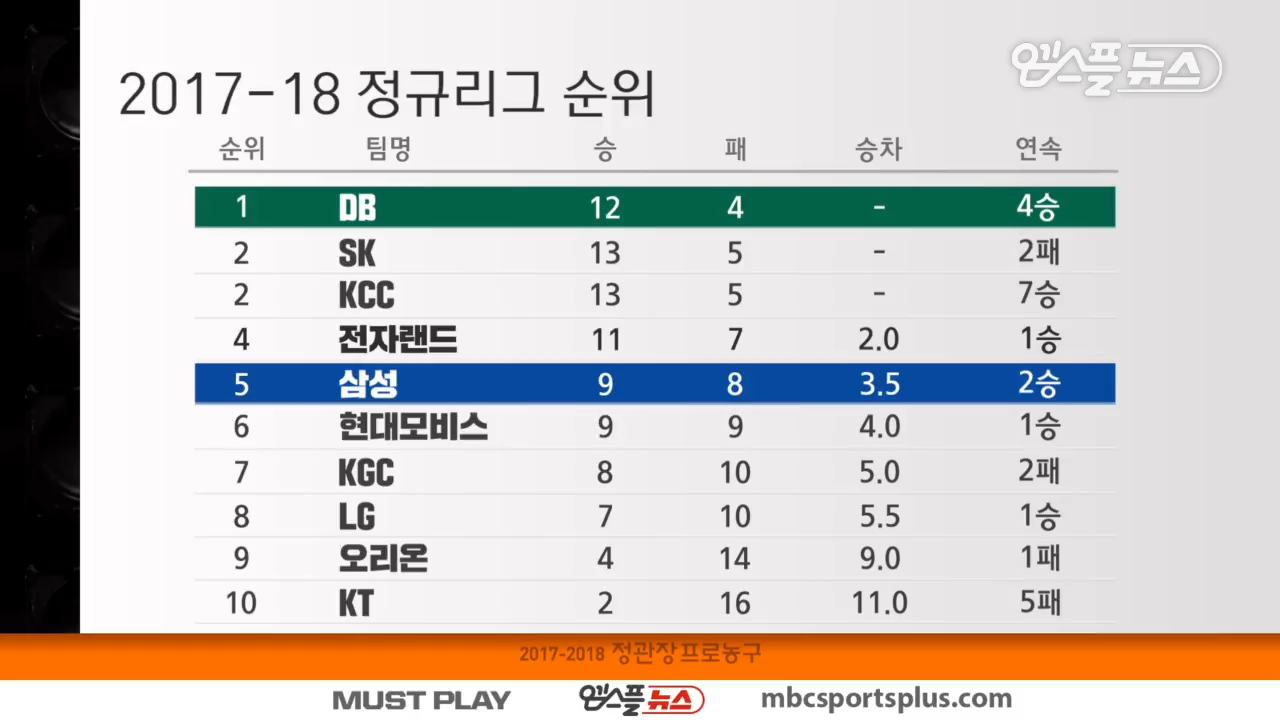 엠스플뉴스
2017-18 정규리그 순위
순위 팀명 승 패 승차 연속
1 DB 12 4 - 4승
2 SK 13 5 - 2패
2 KCC 13 5 - 7승
4 전자랜드 11 7 2.0 1승
5 삼성 9 8 3.5 2승
6 현대모비스 9 9 4.0 1승
7 KGC 8 10 5.0 2패
8 LG 7 10 5.5 1승
9 오리온 4 14 9.0 1패
10 KT 2 16 11.0 5패
2017-2018 정관장 프로농구
MUST PLAY 엠스플뉴스 mbcsportsplus.com